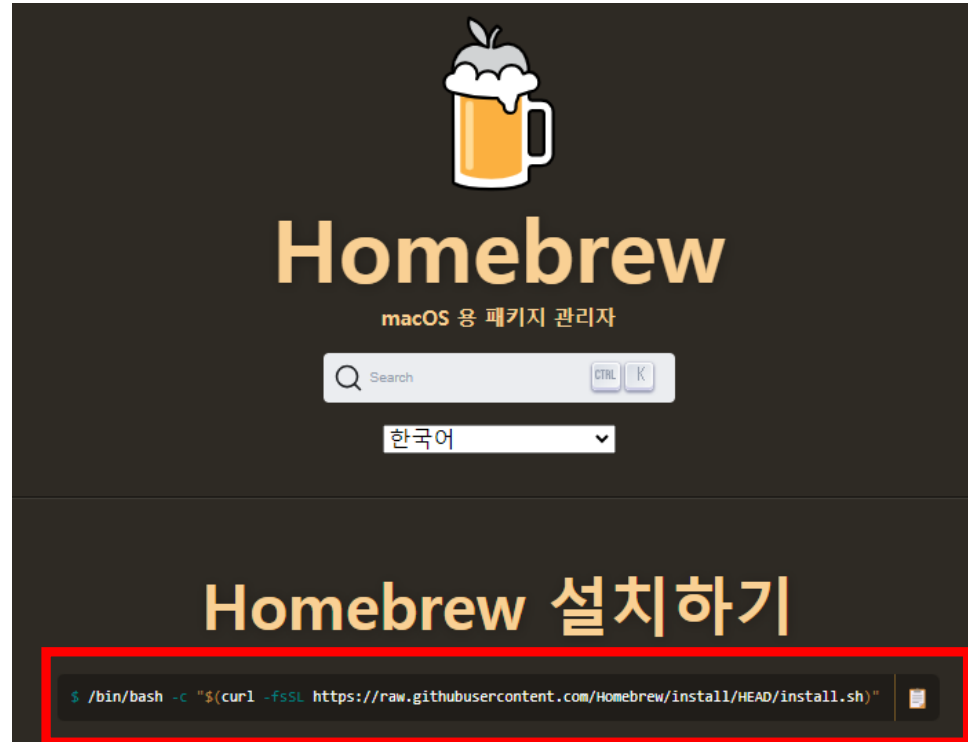 Homebrew
macOS 용 패키지 관리자
Search CTRL K
한국어
Homebrew 설치하기
$ /bin/bash -c "$(curl -fsSL https://raw.githubusercontent.com/Homebrew/install/HEAD/install.sh)"